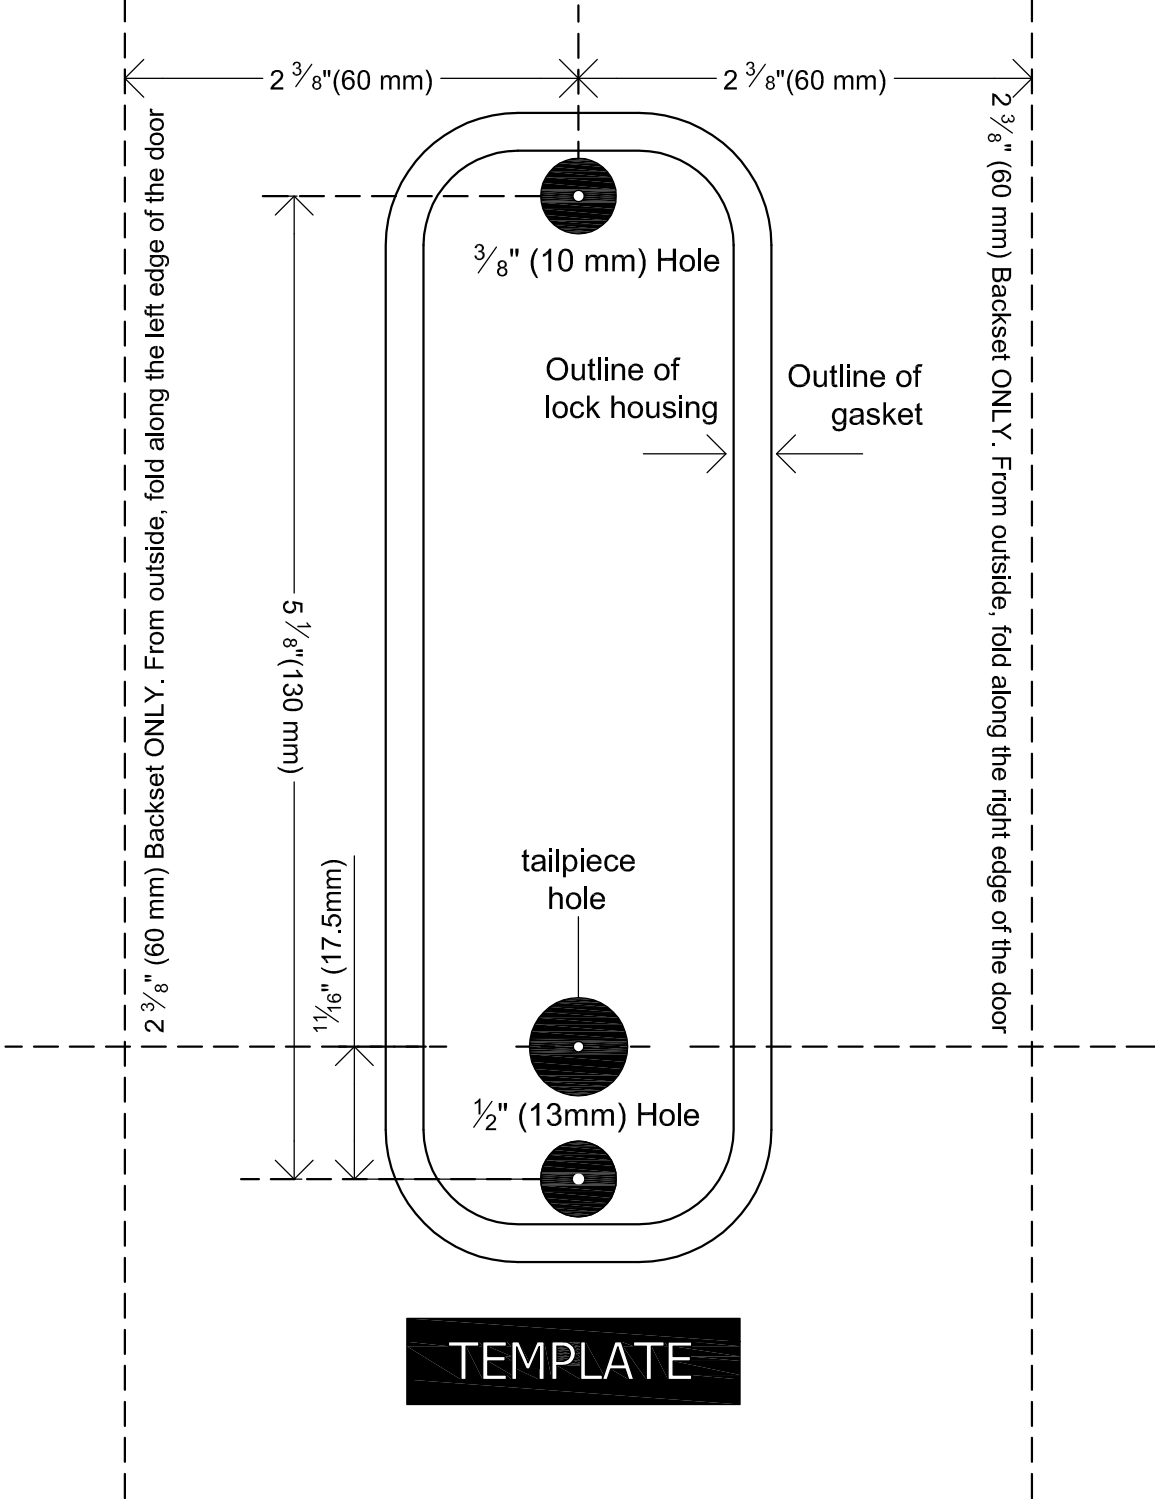 2 3/8"(60 mm)
2 3/8"(60 mm)
2 3/8" (60 mm) Backset ONLY. From outside, fold along the left edge of the door
2 3/8" (60 mm) Backset ONLY. From outside, fold along the right edge of the door
3/8" (10 mm) Hole
Outline of
lock housing
Outline of
gasket
5 1/8"(130 mm)
tailpiece
hole
11/16" (17.5mm)
1/2" (13mm) Hole
TEMPLATE